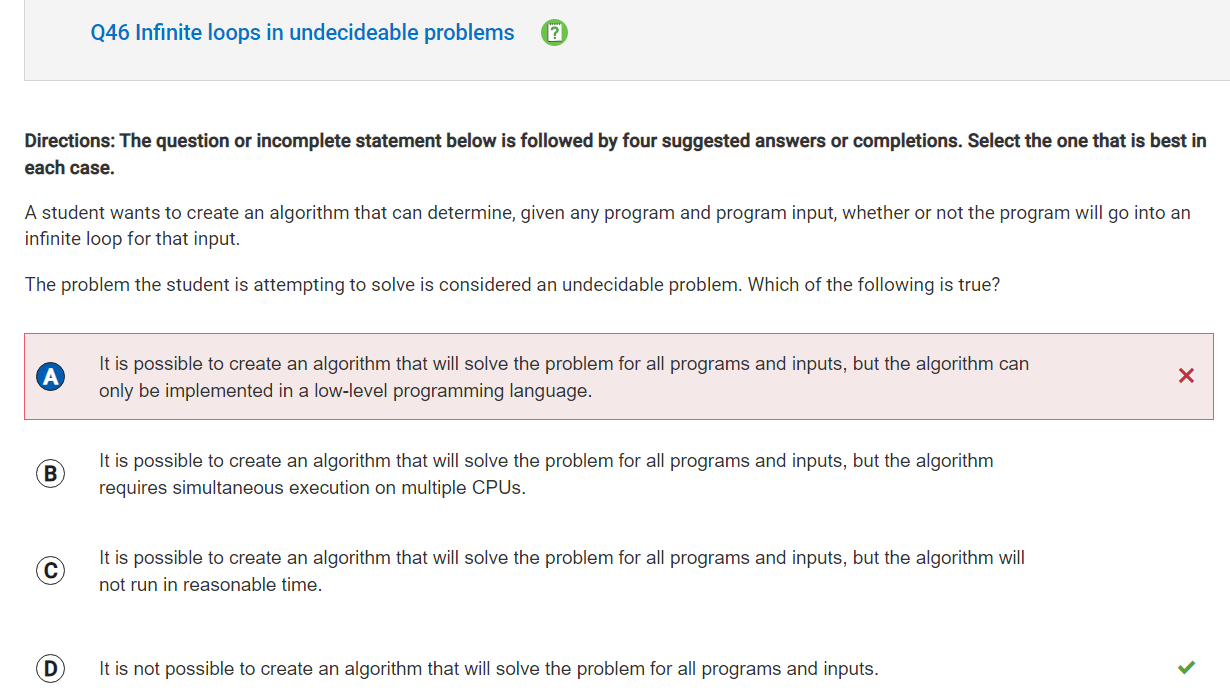 Q46 Infinite loops in undecideable problems ?
Directions: The question or incomplete statement below is followed by four suggested answers or completions. Select the one that is best in
each case.
A student wants to create an algorithm that can determine, given any program and program input, whether or not the program will go into an
infinite loop for that input.
The problem the student is attempting to solve is considered an undecidable problem. Which of the following is true?
A It is possible to create an algorithm that will solve the problem for all programs and inputs, but the algorithm can
only be implemented in a low-level programming language.
B It is possible to create an algorithm that will solve the problem for all programs and inputs, but the algorithm
requires simultaneous execution on multiple CPUs.
C It is possible to create an algorithm that will solve the problem for all programs and inputs, but the algorithm will
not run in reasonable time.
D It is not possible to create an algorithm that will solve the problem for all programs and inputs.